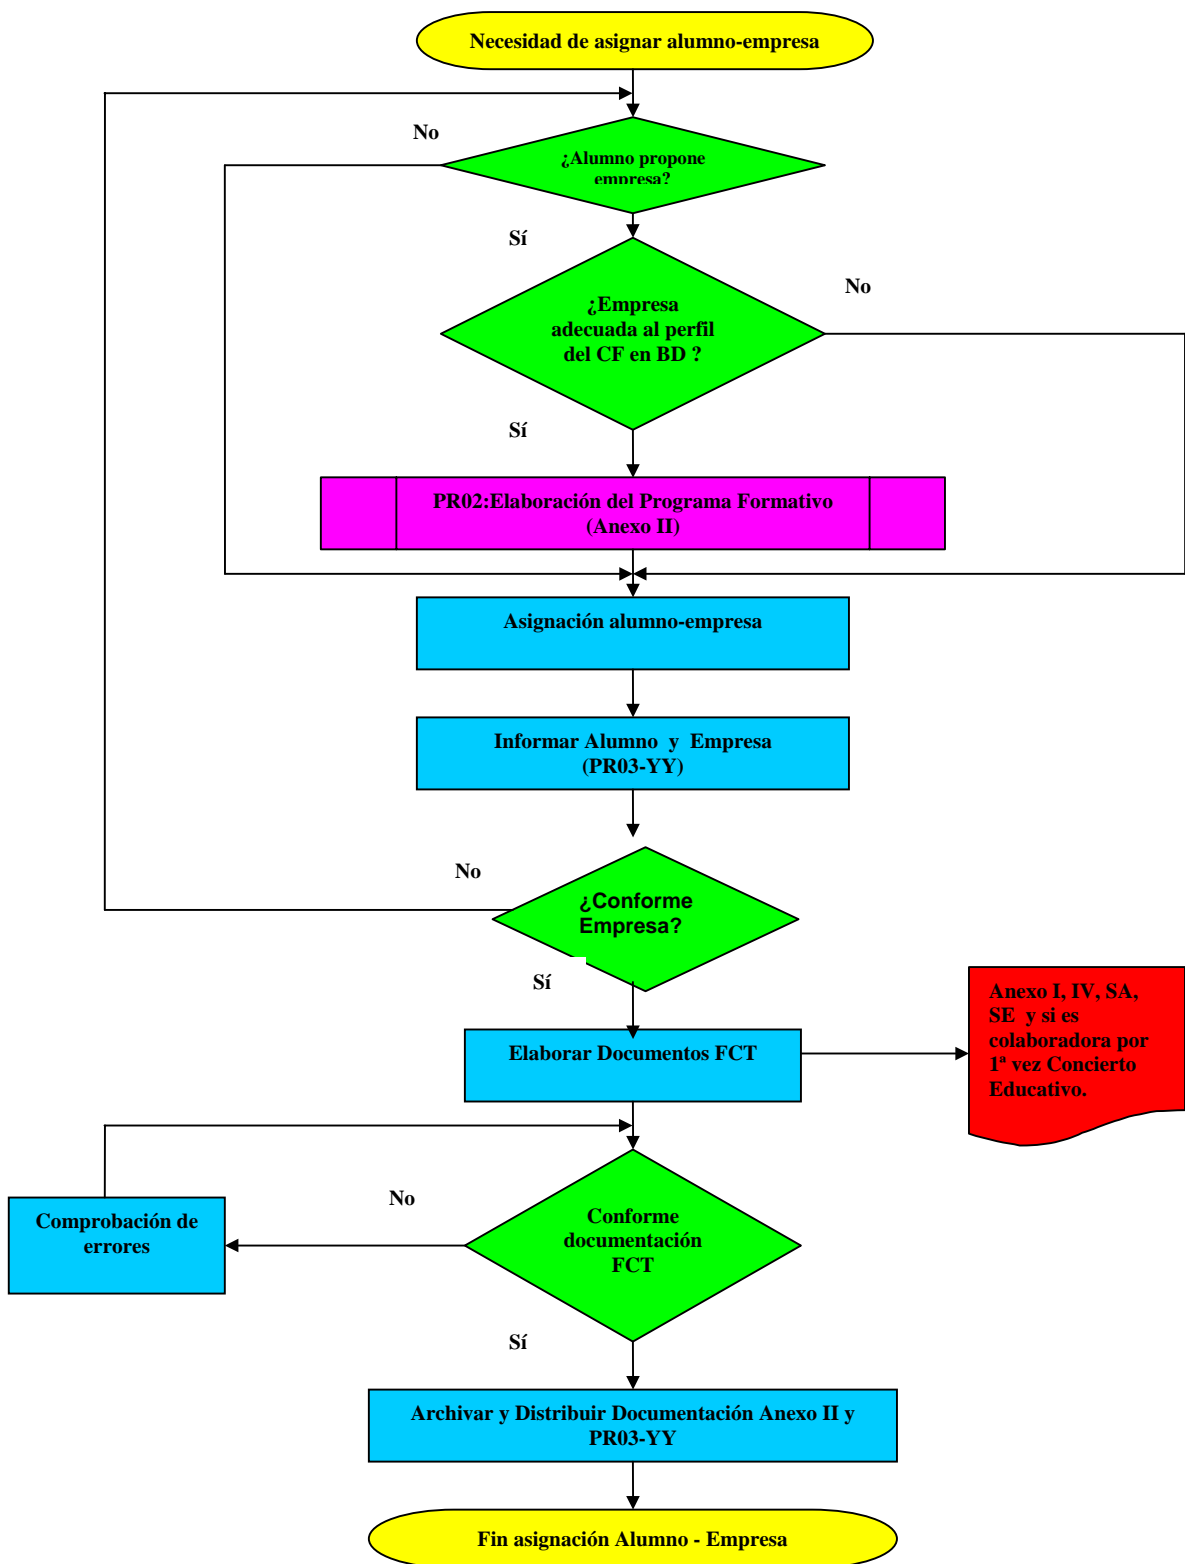 Necesidad de asignar alumno-empresa
No
¿Alumno propone
empresa?
Sí
No
¿Empresa
adecuada al perfil
del CF en BD ?
Sí
PR02:Elaboración del Programa Formativo
(Anexo II)
Asignación alumno-empresa
Informar Alumno y Empresa
(PR03-YY)
No
¿Conforme
Empresa?
Sí
Anexo I, IV, SA,
SE y si es
colaboradora por
1ª vez Concierto
Educativo.
Elaborar Documentos FCT
No
Comprobación de
errores
Conforme
documentación
FCT
Sí
Archivar y Distribuir Documentación Anexo II y
PR03-YY
Fin asignación Alumno - Empresa